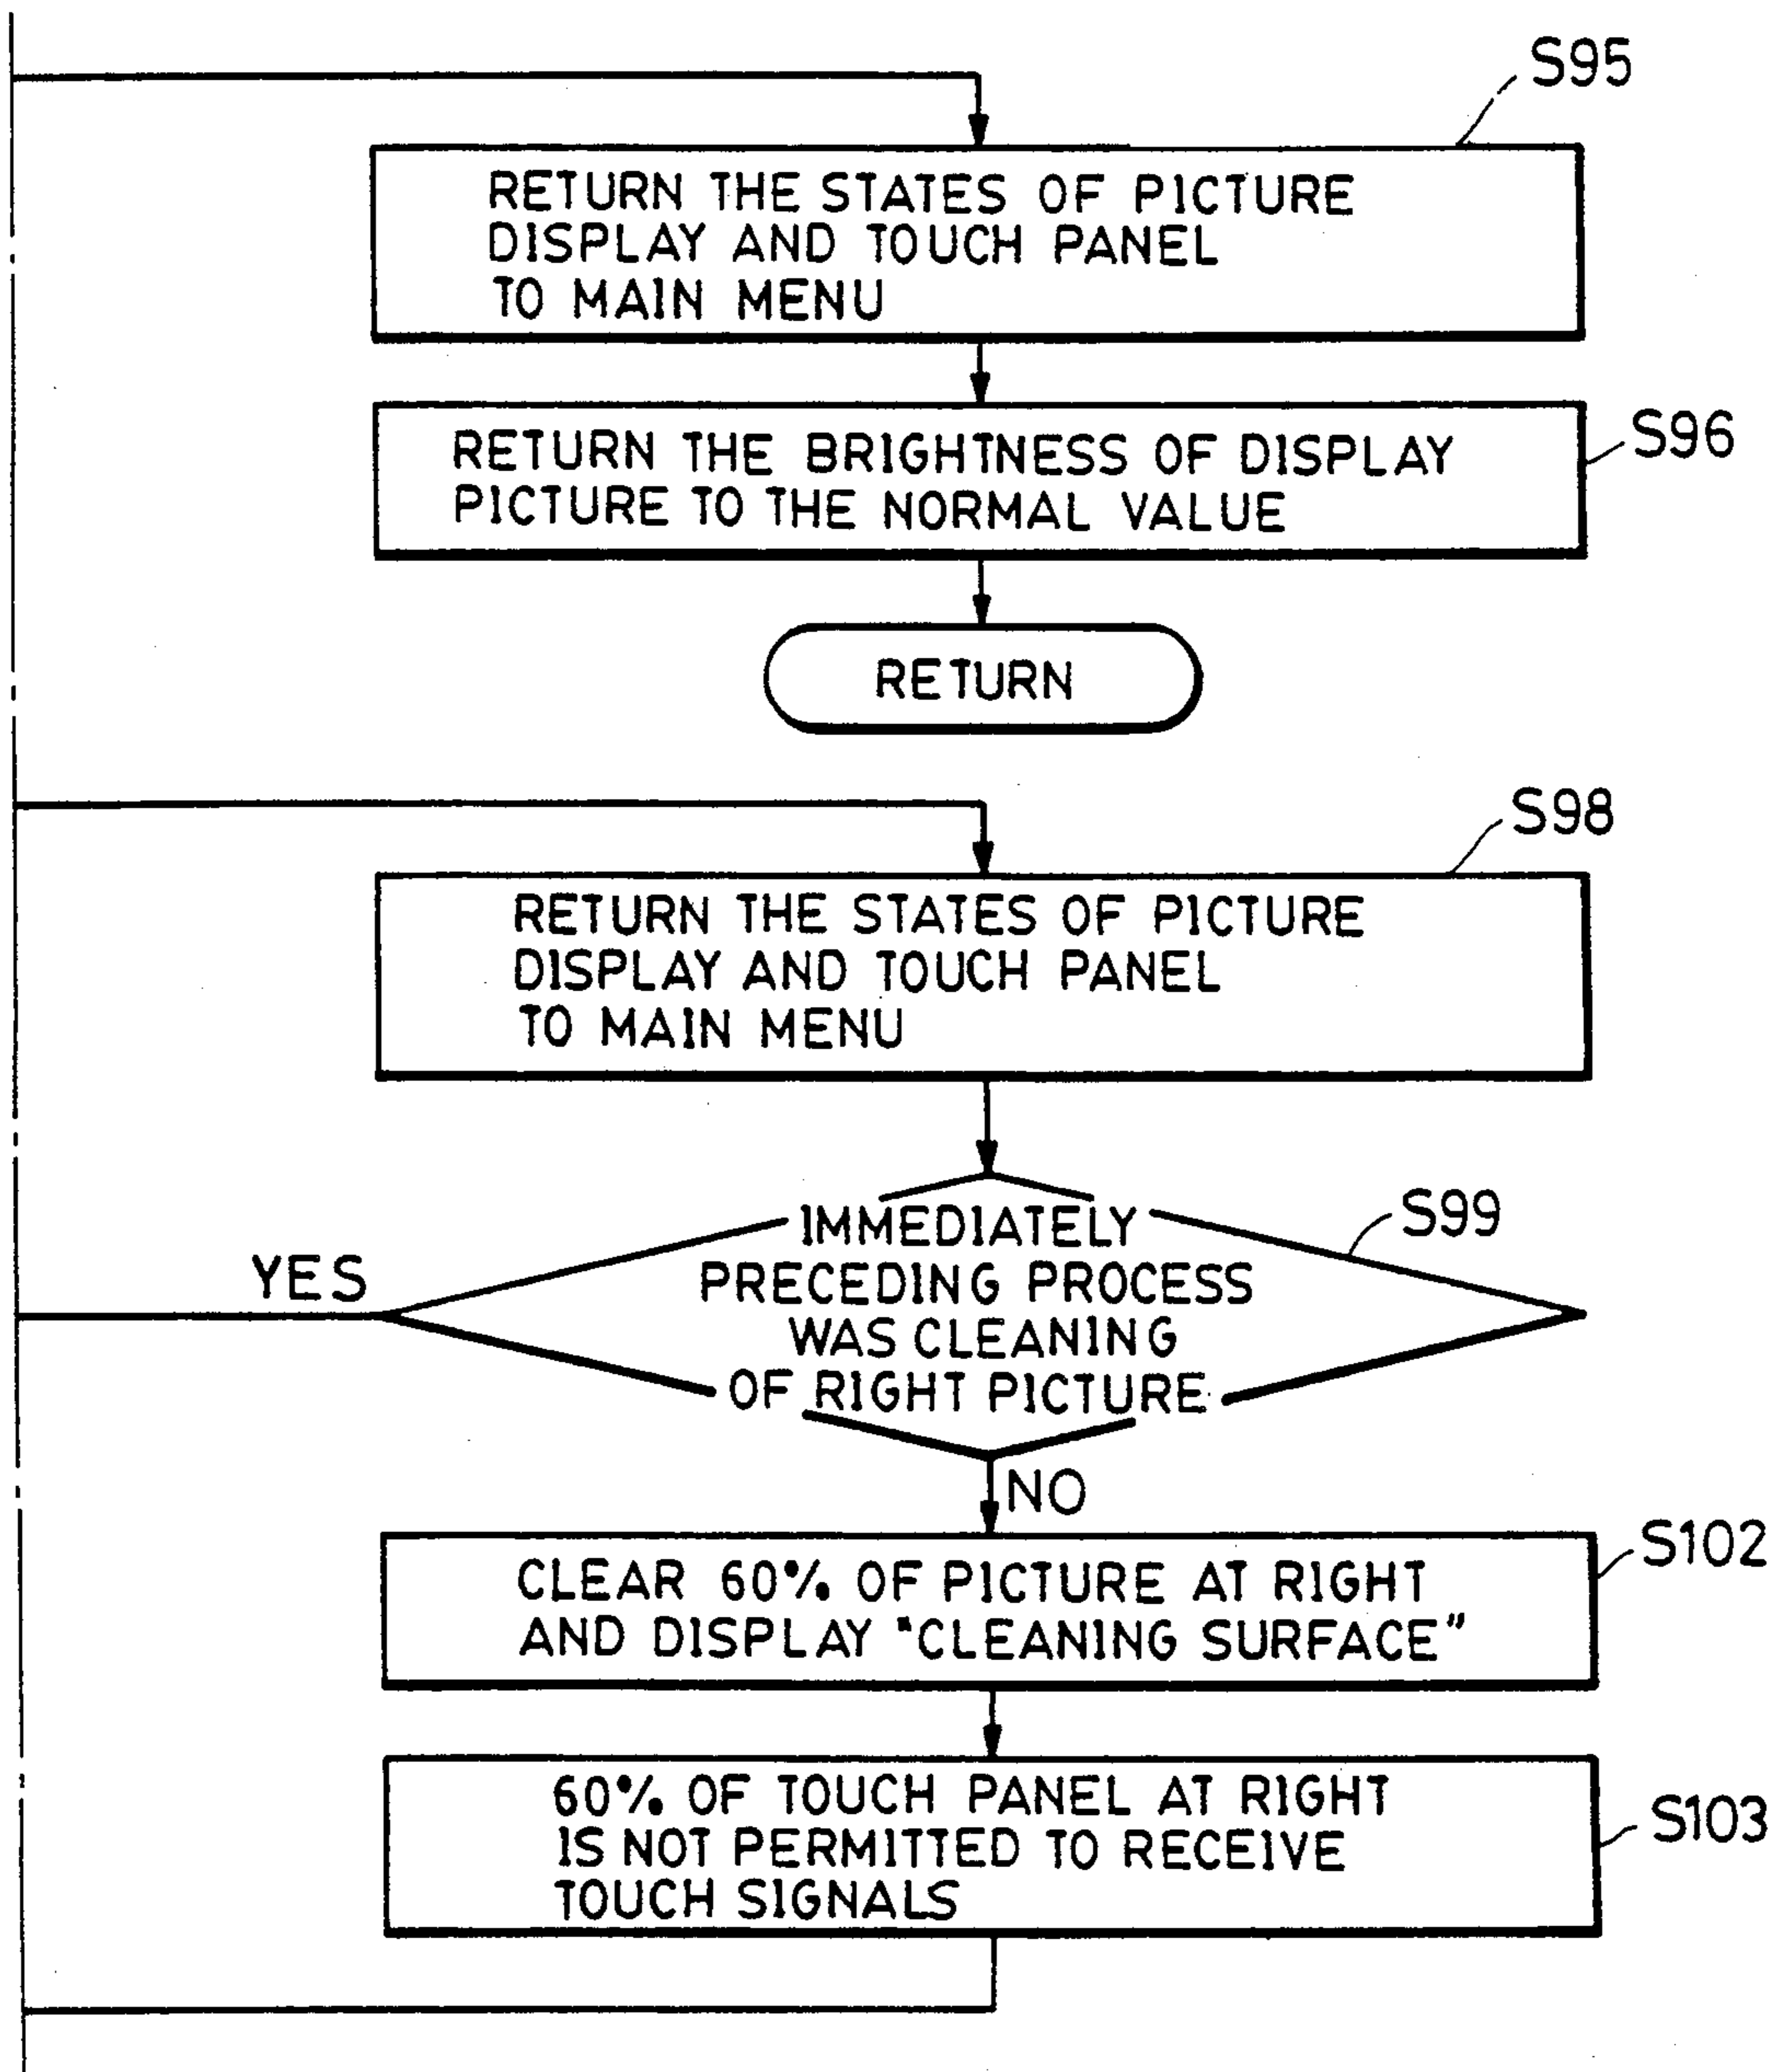 S95
RETURN THE STATES OF PICTURE
DISPLAY AND TOUCH PANEL
TO MAIN MENU
S96
RETURN THE BRIGHTNESS OF DISPLAY
PICTURE TO THE NORMAL VALUE
RETURN
S98
RETURN THE STATES OF PICTURE
DISPLAY AND TOUCH PANEL
TO MAIN MENU
S99
IMMEDIATELY
PRECEDING PROCESS
WAS CLEANING
OF RIGHT PICTURE
YES
NO
S102
CLEAR 60% OF PICTURE AT RIGHT
AND DISPLAY "CLEANING SURFACE"
S103
60% OF TOUCH PANEL AT RIGHT
IS NOT PERMITTED TO RECEIVE
TOUCH SIGNALS